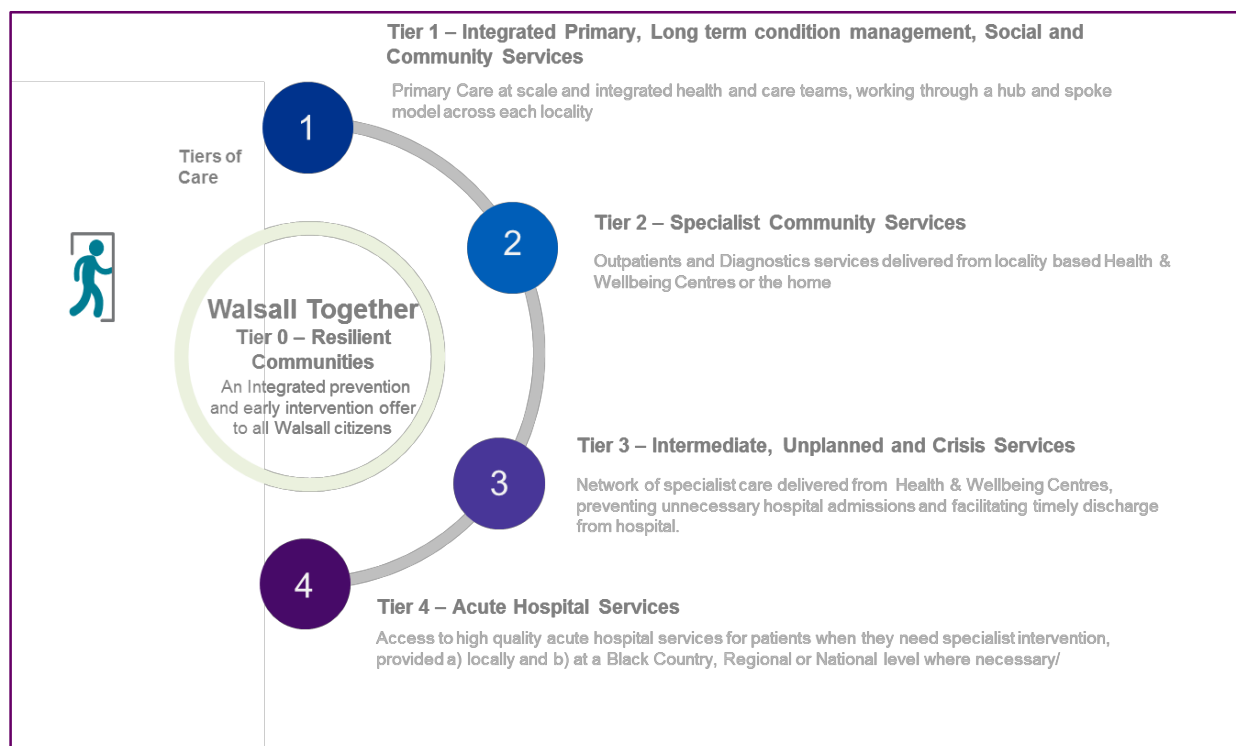 Tier 1 – Integrated Primary, Long term condition management, Social and
Community Services
Primary Care at scale and integrated health and care teams, working through a hub and spoke
model across each locality
1
Tiers of
Care
2
Tier 2 – Specialist Community Services
Outpatients and Diagnostics services delivered from locality based Health &
Wellbeing Centres or the home
Walsall Together
Tier 0 – Resilient
Communities
An Integrated prevention
and early intervention offer
to all Walsall citizens
3
Tier 3 – Intermediate, Unplanned and Crisis Services
Network of specialist care delivered from Health & Wellbeing Centres,
preventing unnecessary hospital admissions and facilitating timely discharge
from hospital.
4
Tier 4 – Acute Hospital Services
Access to high quality acute hospital services for patients when they need specialist intervention,
provided a) locally and b) at a Black Country, Regional or National level where necessary/